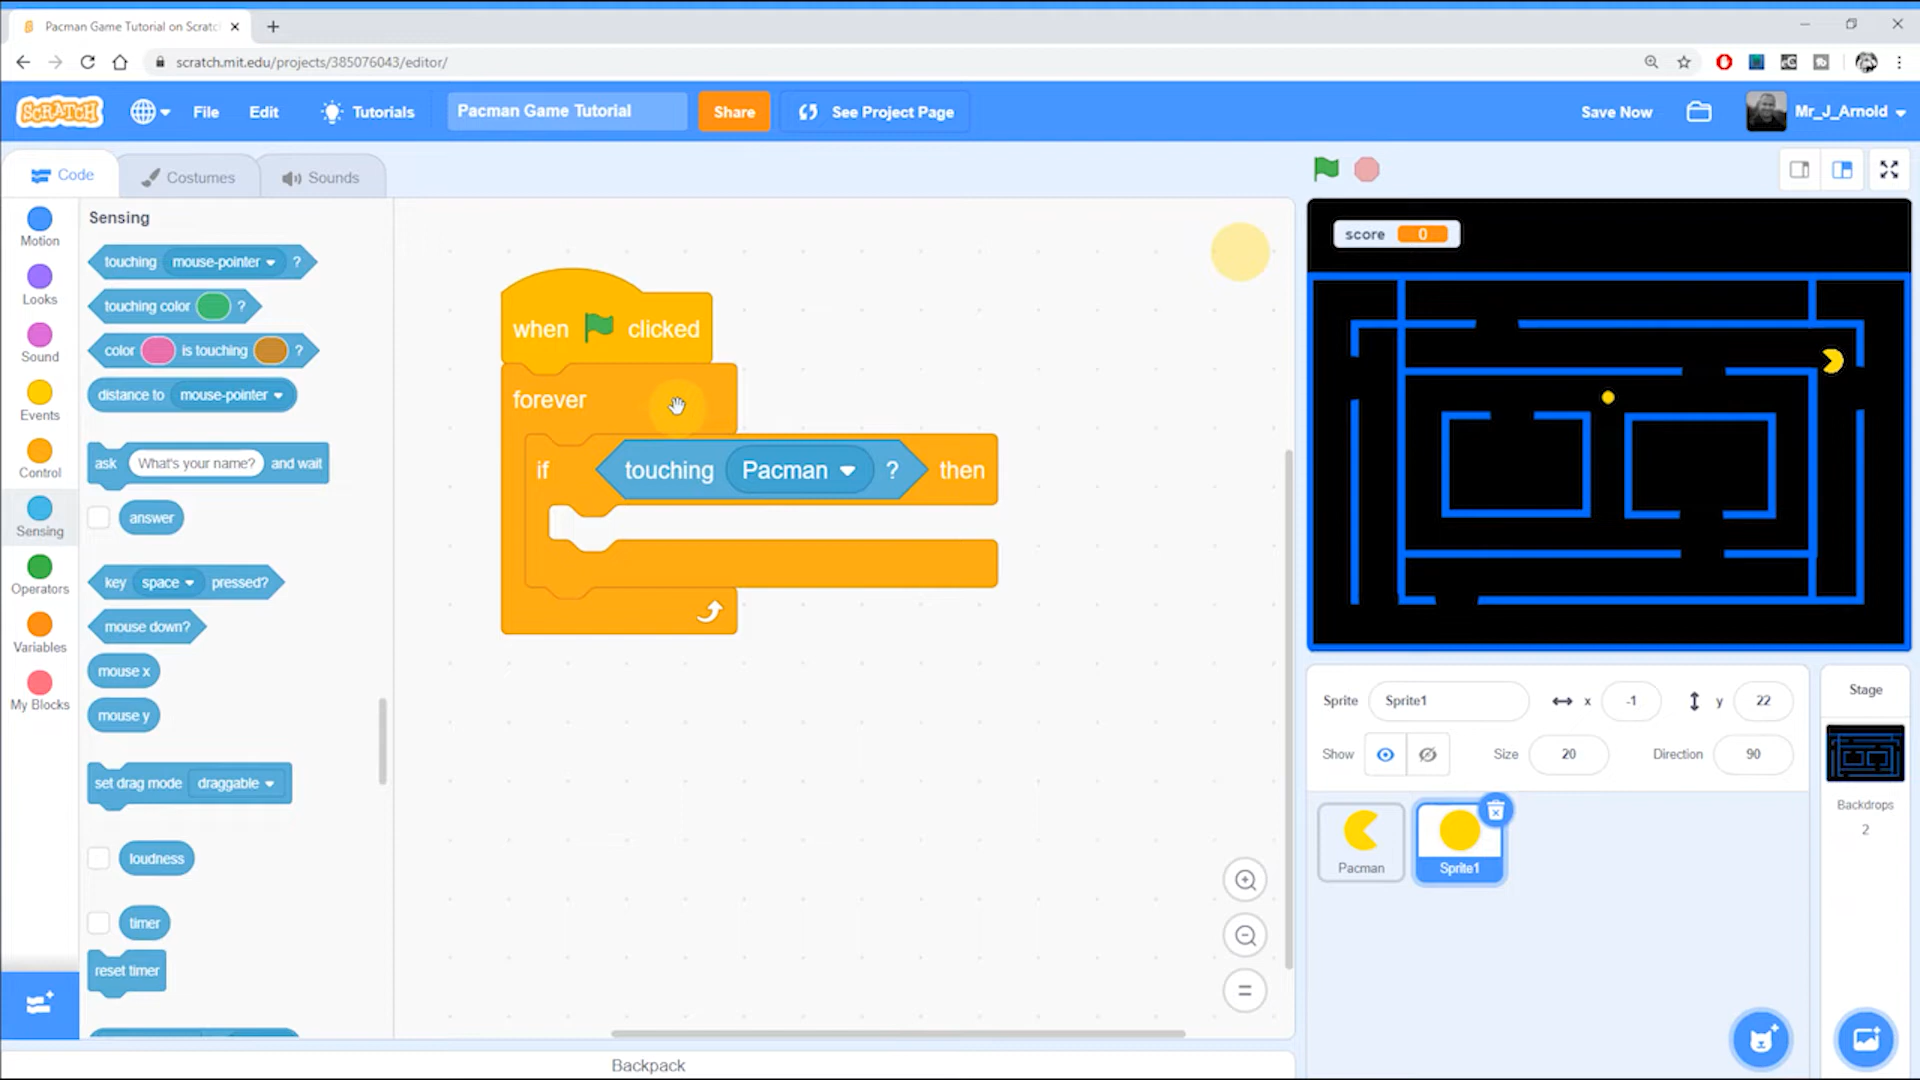 Pacman Game Tutorial on Scratc
scratch.mit.edu/projects/385076043/editor/
SCRATCH
File
Edit
Tutorials
Pacman Game Tutorial
Share
See Project Page
Save Now
Mr_J_Arnold
Code
Costumes
Sounds
Motion
Looks
Sound
Events
Control
Sensing
Operators
Variables
My Blocks
Sensing
touching mouse-pointer ?
touching color ?
color is touching ?
distance to mouse-pointer
ask What's your name? and wait
answer
key space pressed?
mouse down?
mouse x
mouse y
set drag mode draggable
loudness
timer
reset timer
when clicked
forever
if touching Pacman ? then
score 0
Sprite Sprite1 x -1 y 22
Show Size 20 Direction 90
Pacman
Sprite1
Stage
Backdrops
2
Backpack